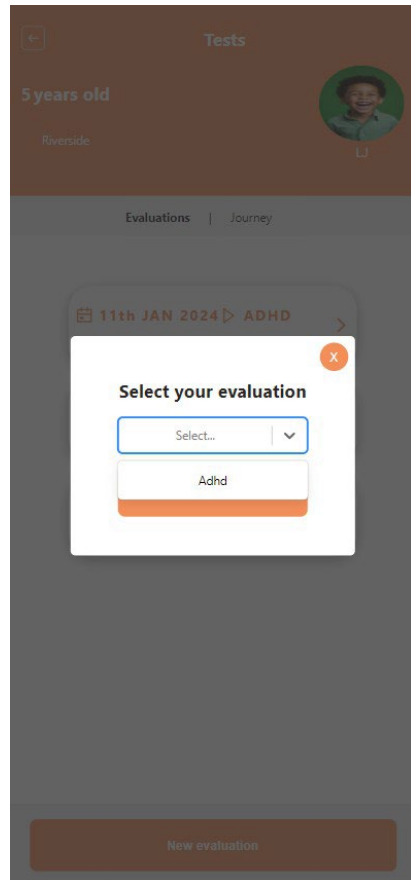 Tests
5 years old
Riverside
LJ
Evaluations | Journey
11th JAN 2024 ADHD
X
Select your evaluation
Select...
Adhd
New evaluation